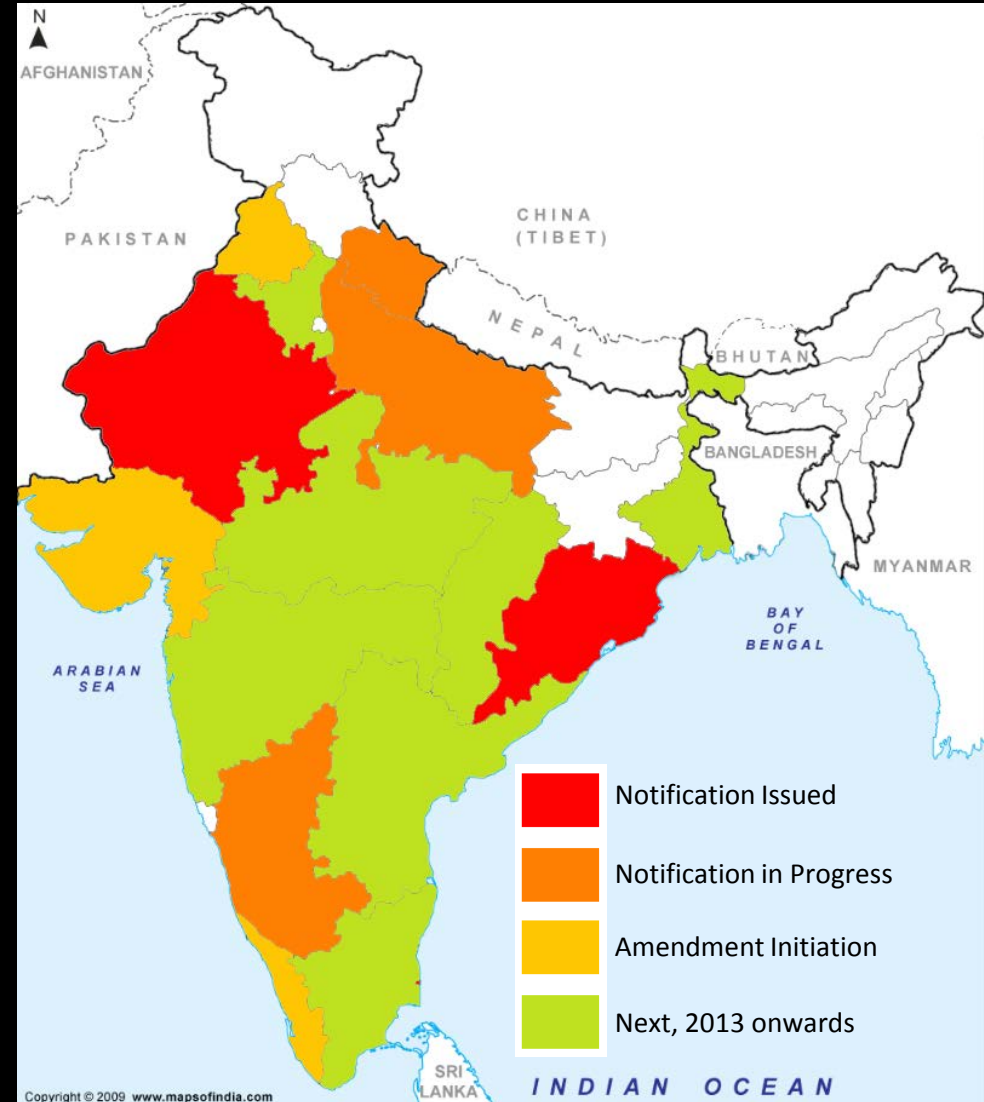 N
AFGHANISTAN
PAKISTAN
CHINA
(TIBET)
NEPAL
BHUTAN
BANGLADESH
MYANMAR
BAY
OF
BENGAL
ARABIAN
SEA
Notification Issued
Notification in Progress
Amendment Initiation
Next, 2013 onwards
SRI
LANKA
INDIAN OCEAN
Copyright © 2009 www.mapsofindia.com